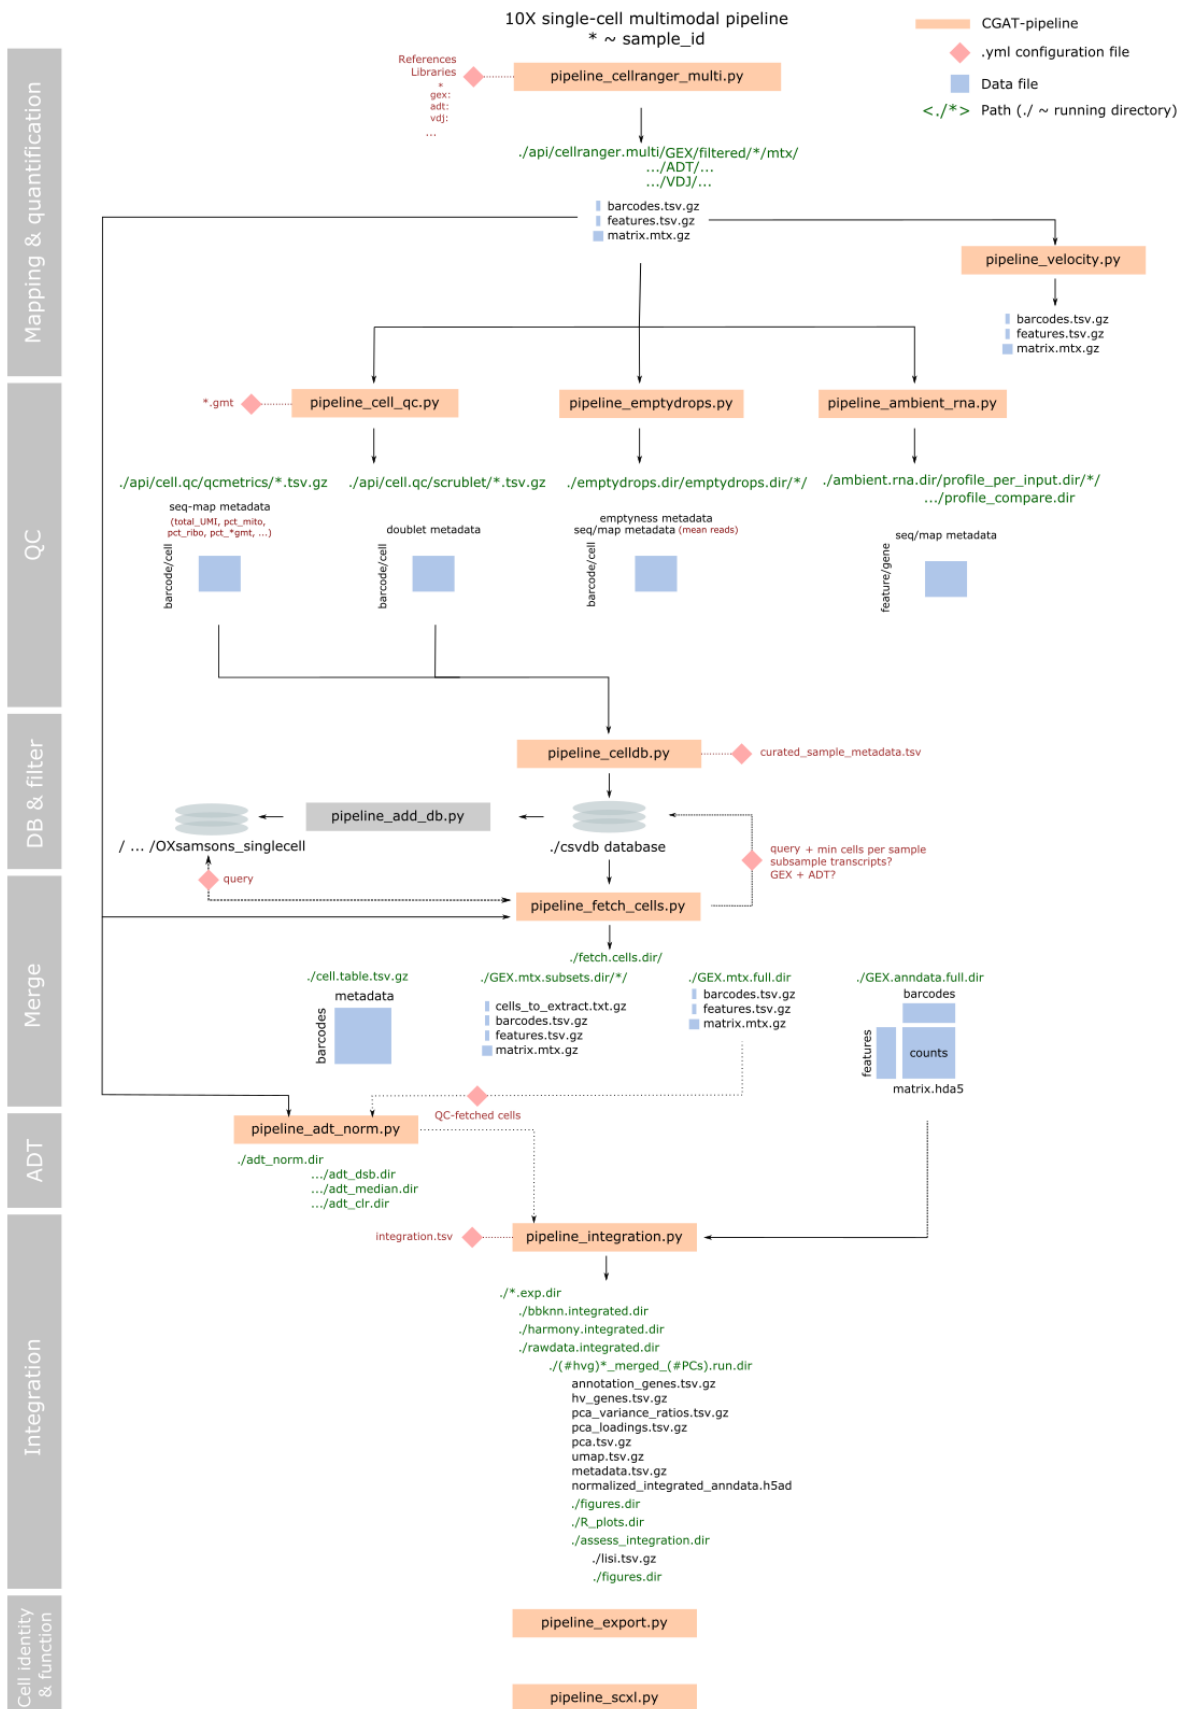 10X single-cell multimodal pipeline
* ~ sample_id
CGAT-pipeline
.yml configuration file
Data file
<./*> Path (./ ~ running directory)
Mapping & quantification
References
Libraries
*
gex:
adt:
vdj:
...
pipeline_cellranger_multi.py
./api/cellranger.multi/GEX/filtered/*/mtx/
.../ADT/...
.../VDJ/...
barcodes.tsv.gz
features.tsv.gz
matrix.mtx.gz
pipeline_velocity.py
barcodes.tsv.gz
features.tsv.gz
matrix.mtx.gz
QC
*.gmt
pipeline_cell_qc.py
pipeline_emptydrops.py
pipeline_ambient_rna.py
./api/cell.qc/qcmetrics/*.tsv.gz
seq-map metadata
(total_UMI, pct_mito,
pct_ribo, pct_*gmt, ...)
barcode/cell
./api/cell.qc/scrublet/*.tsv.gz
doublet metadata
barcode/cell
./emptydrops.dir/emptydrops.dir/*/
emptyness metadata
seq/map metadata (mean reads)
barcode/cell
./ambient.rna.dir/profile_per_input.dir/*/
.../profile_compare.dir
seq/map metadata
feature/gene
DB & filter
pipeline_celldb.py
curated_sample_metadata.tsv
pipeline_add_db.py
/ ... /OXsamsons_singlecell
./csvdb database
query
query + min cells per sample
subsample transcripts?
GEX + ADT?
Merge
pipeline_fetch_cells.py
./fetch.cells.dir/
./cell.table.tsv.gz
metadata
barcodes
./GEX.mtx.subsets.dir/*/
cells_to_extract.txt.gz
barcodes.tsv.gz
features.tsv.gz
matrix.mtx.gz
./GEX.mtx.full.dir
barcodes.tsv.gz
features.tsv.gz
matrix.mtx.gz
./GEX.anndata.full.dir
barcodes
features
counts
matrix.hda5
QC-fetched cells
ADT
pipeline_adt_norm.py
./adt_norm.dir
.../adt_dsb.dir
.../adt_median.dir
.../adt_clr.dir
Integration
integration.tsv
pipeline_integration.py
./*.exp.dir
./bbknn.integrated.dir
./harmony.integrated.dir
./rawdata.integrated.dir
./(#hvg)*_merged_(#PCs).run.dir
annotation_genes.tsv.gz
hv_genes.tsv.gz
pca_variance_ratios.tsv.gz
pca_loadings.tsv.gz
pca.tsv.gz
umap.tsv.gz
metadata.tsv.gz
normalized_integrated_anndata.h5ad
./figures.dir
./R_plots.dir
./assess_integration.dir
./lisi.tsv.gz
./figures.dir
Cell identity
& function
pipeline_export.py
pipeline_scxl.py